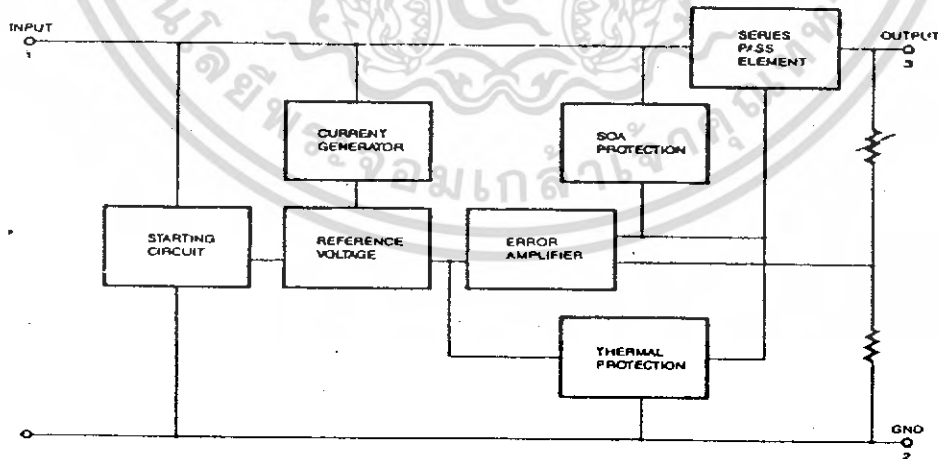 INPUT
1
SERIES
PASS
ELEMENT
OUTPUT
3
CURRENT
GENERATOR
SOA
PROTECTION
STARTING
CIRCUIT
REFERENCE
VOLTAGE
ERROR
AMPLIFIER
THERMAL
PROTECTION
GND
2